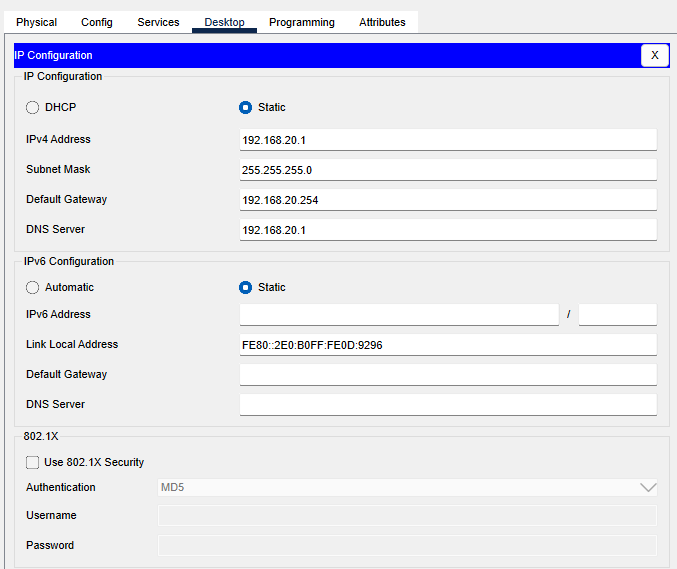 Physical Config Services Desktop Programming Attributes
IP Configuration X
IP Configuration
DHCP Static
IPv4 Address 192.168.20.1
Subnet Mask 255.255.255.0
Default Gateway 192.168.20.254
DNS Server 192.168.20.1
IPv6 Configuration
Automatic Static
IPv6 Address /
Link Local Address FE80::2E0:B0FF:FE0D:9296
Default Gateway
DNS Server
802.1X
Use 802.1X Security
Authentication MD5
Username
Password